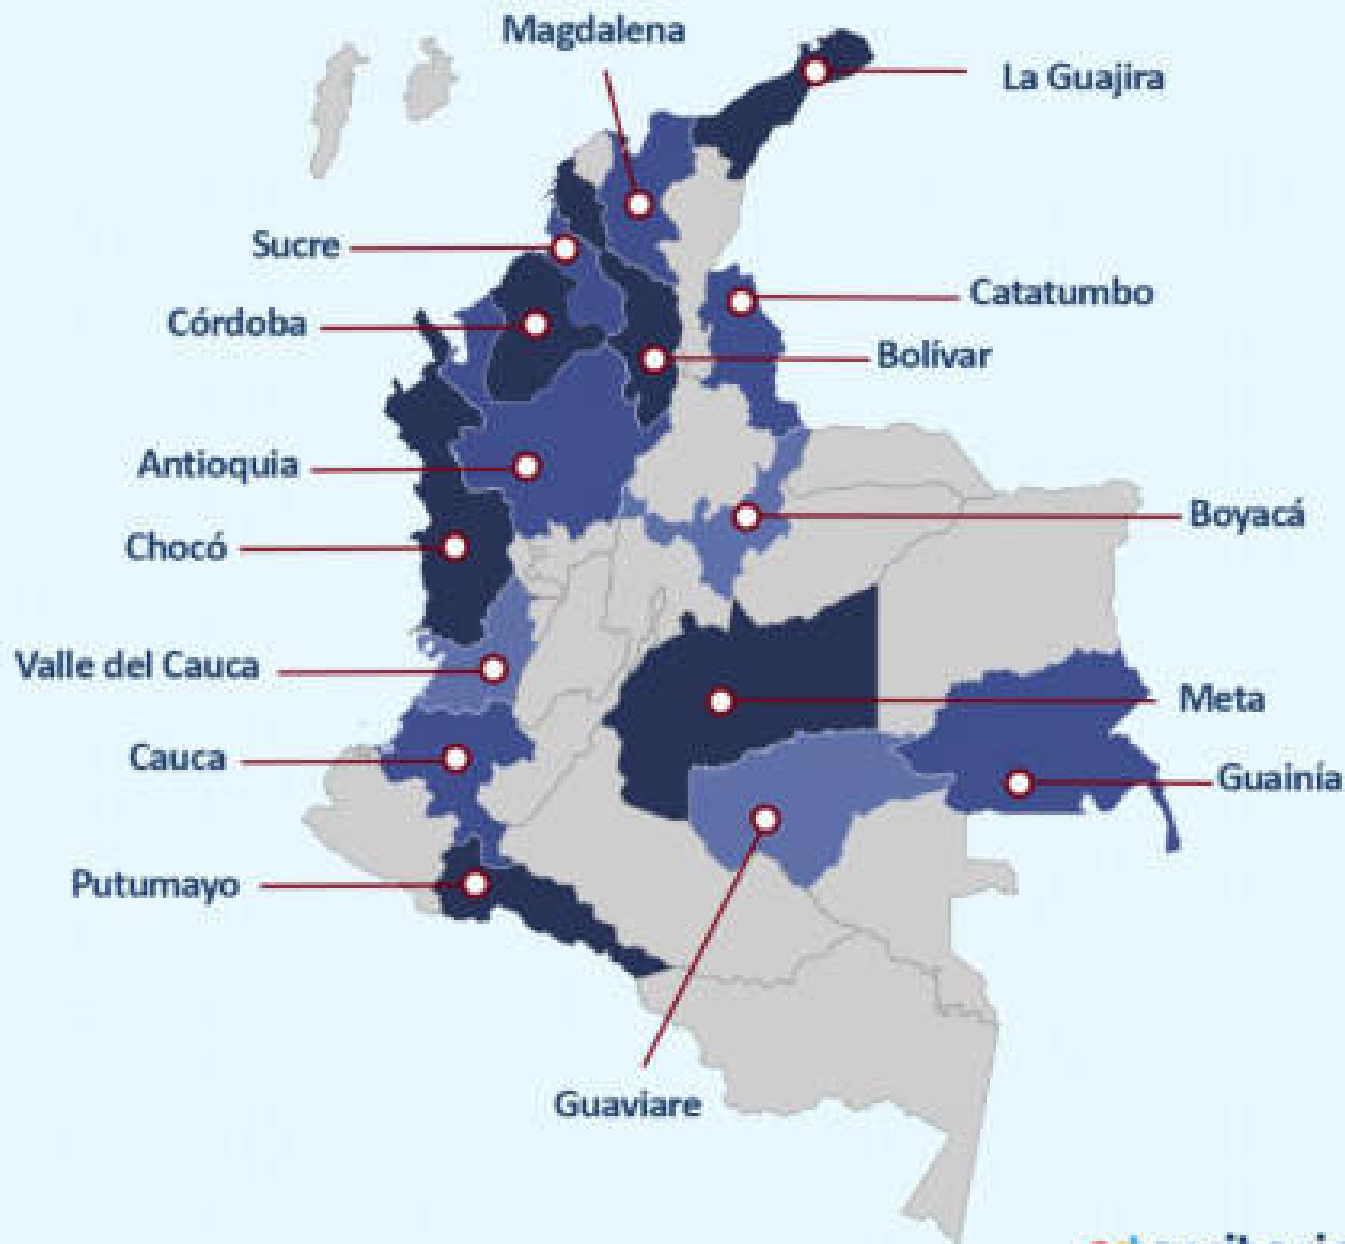 Magdalena
La Guajira
Sucre
Catatumbo
Córdoba
Bolívar
Antioquia
Boyacá
Chocó
Valle del Cauca
Meta
Cauca
Guainía
Putumayo
Guaviare